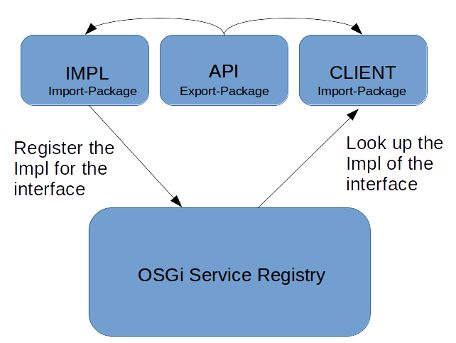 IMPL
Import-Package
API
Export-Package
CLIENT
Import-Package
Register the
Impl for the
interface
Look up the
Impl of the
interface
OSGi Service Registry